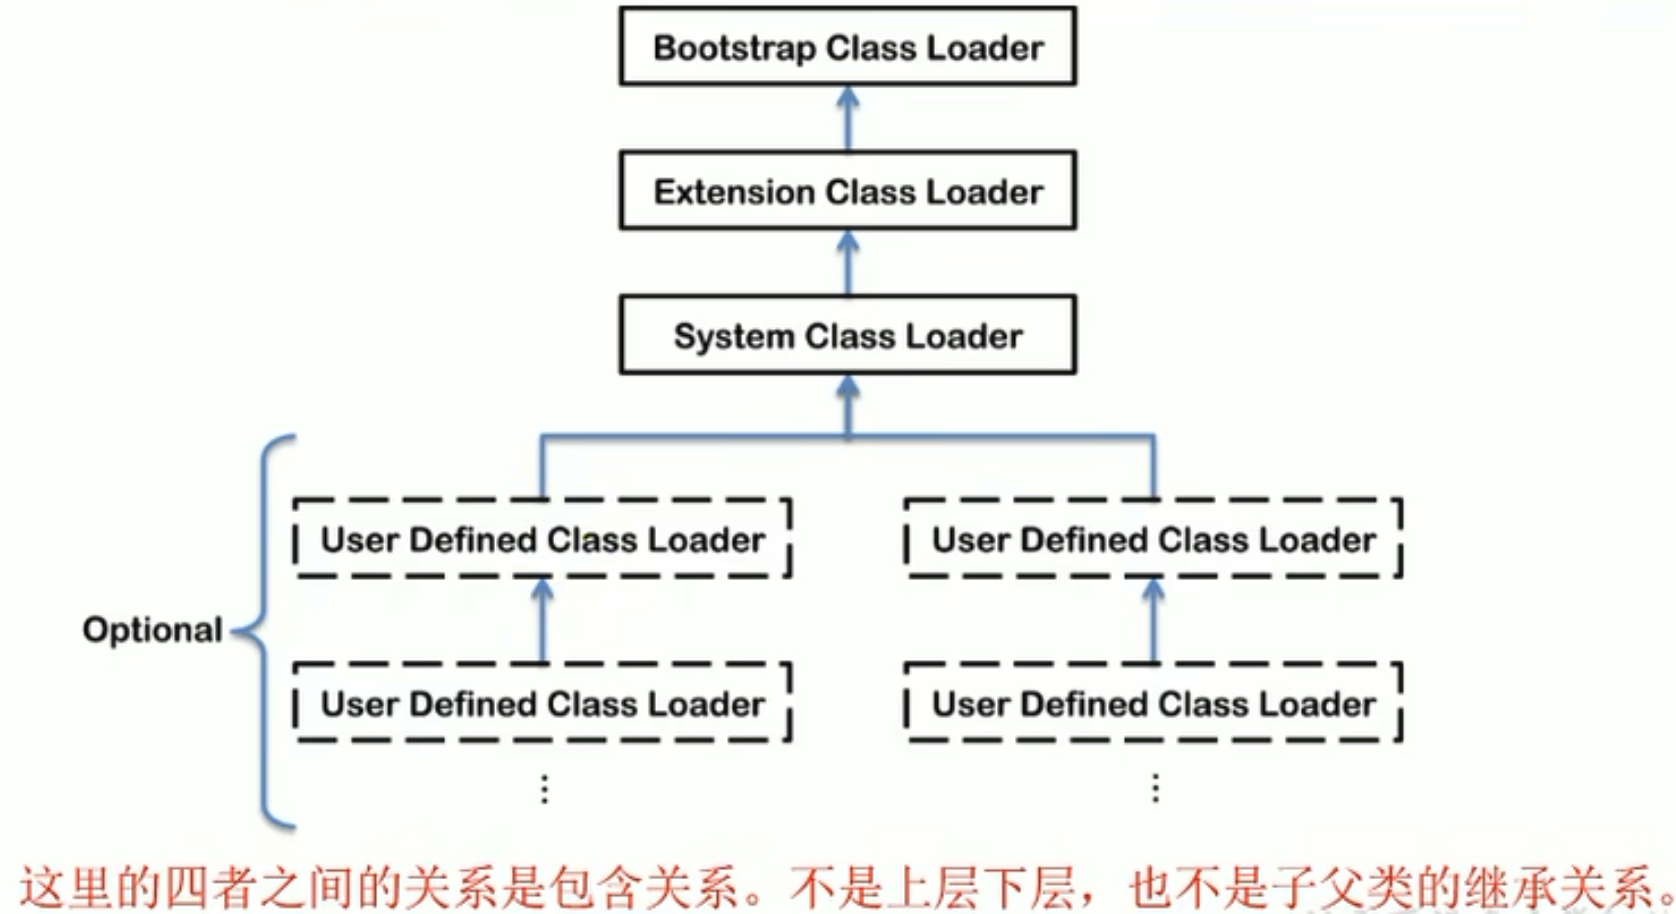 Bootstrap Class Loader
Extension Class Loader
System Class Loader
User Defined Class Loader
User Defined Class Loader
Optional
User Defined Class Loader
User Defined Class Loader
⋮
⋮
这里的四者之间的关系是包含关系。不是上层下层，也不是子父类的继承关系。